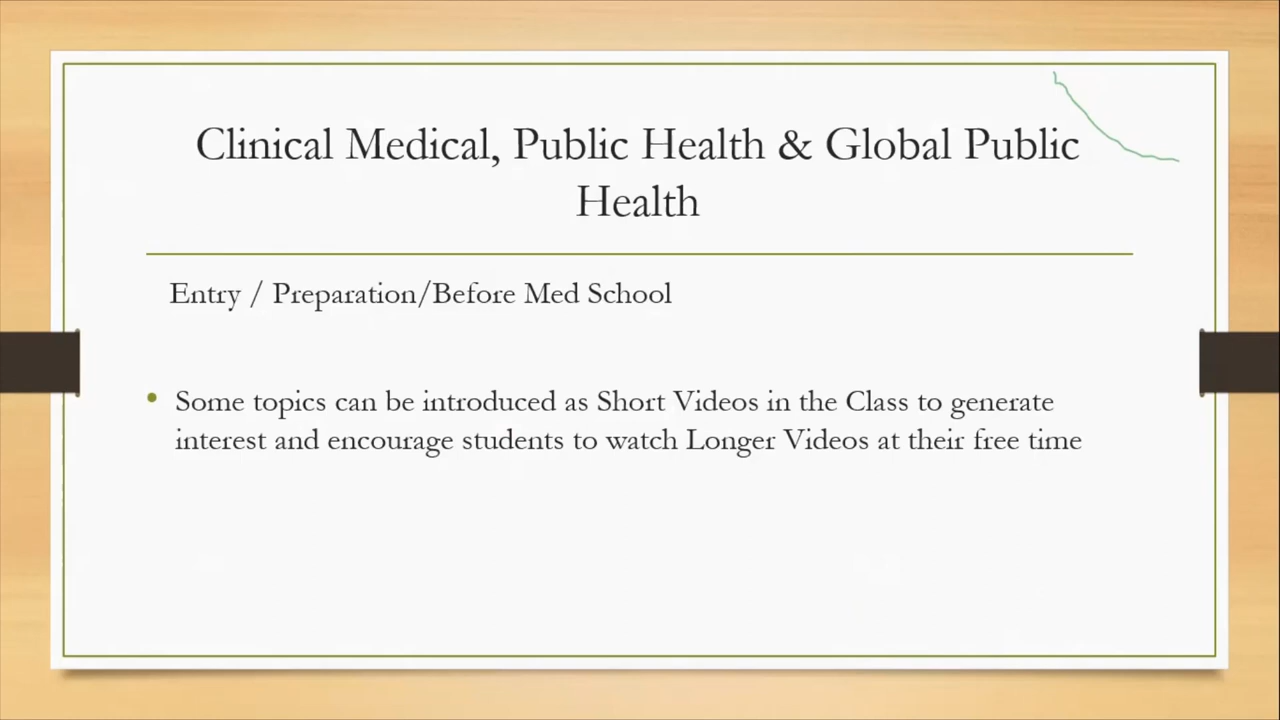 Clinical Medical, Public Health & Global Public
Health
Entry / Preparation/Before Med School
• Some topics can be introduced as Short Videos in the Class to generate
interest and encourage students to watch Longer Videos at their free time